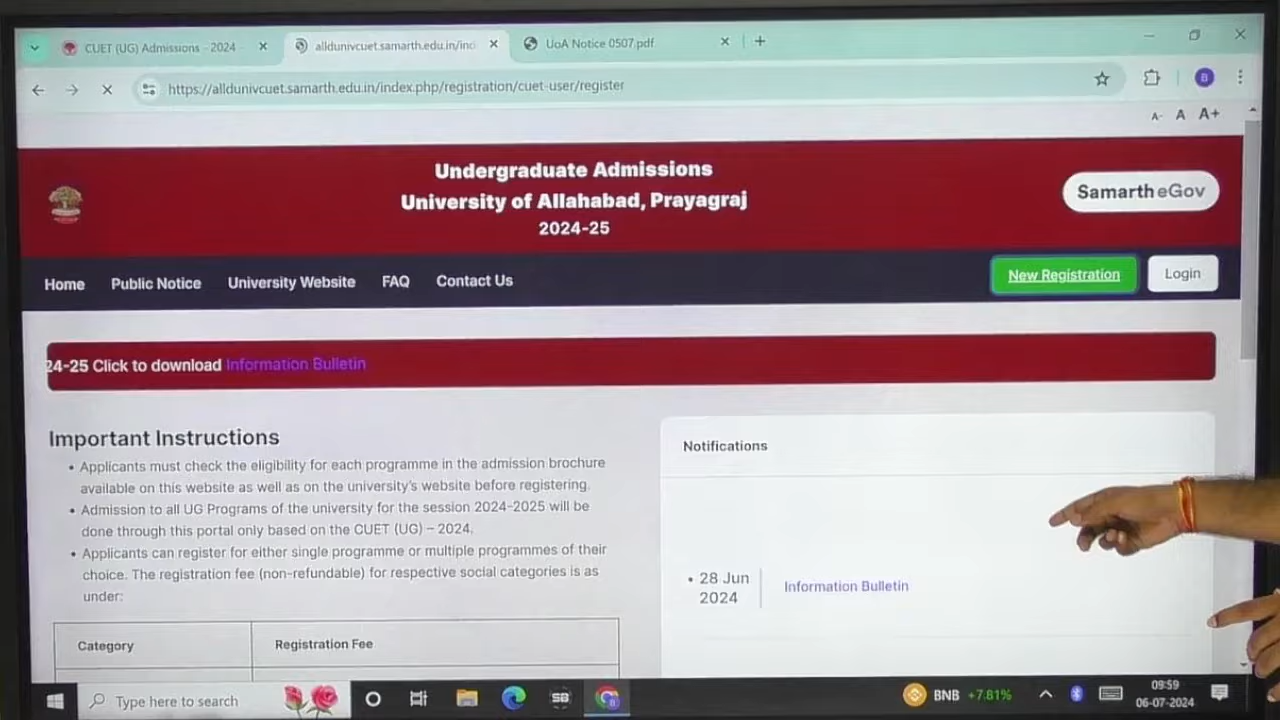 CUET (UG) Admissions - 2024 -
alldunivcuet.samarth.edu.in/ind
UoA Notice 0507.pdf
https://alldunivcuet.samarth.edu.in/index.php/registration/cuet-user/register
B
A- A A+
Undergraduate Admissions
University of Allahabad, Prayagraj
2024-25
Samarth eGov
Home Public Notice University Website FAQ Contact Us
New Registration Login
24-25 Click to download Information Bulletin
Important Instructions
• Applicants must check the eligibility for each programme in the admission brochure
available on this website as well as on the university's website before registering.
• Admission to all UG Programs of the university for the session 2024-2025 will be
done through this portal only based on the CUET (UG) – 2024.
• Applicants can register for either single programme or multiple programmes of their
choice. The registration fee (non-refundable) for respective social categories is as
under:
Category Registration Fee
Notifications
• 28 Jun
2024
Information Bulletin
Type here to search
SB
BNB +7.81%
09:59
06-07-2024